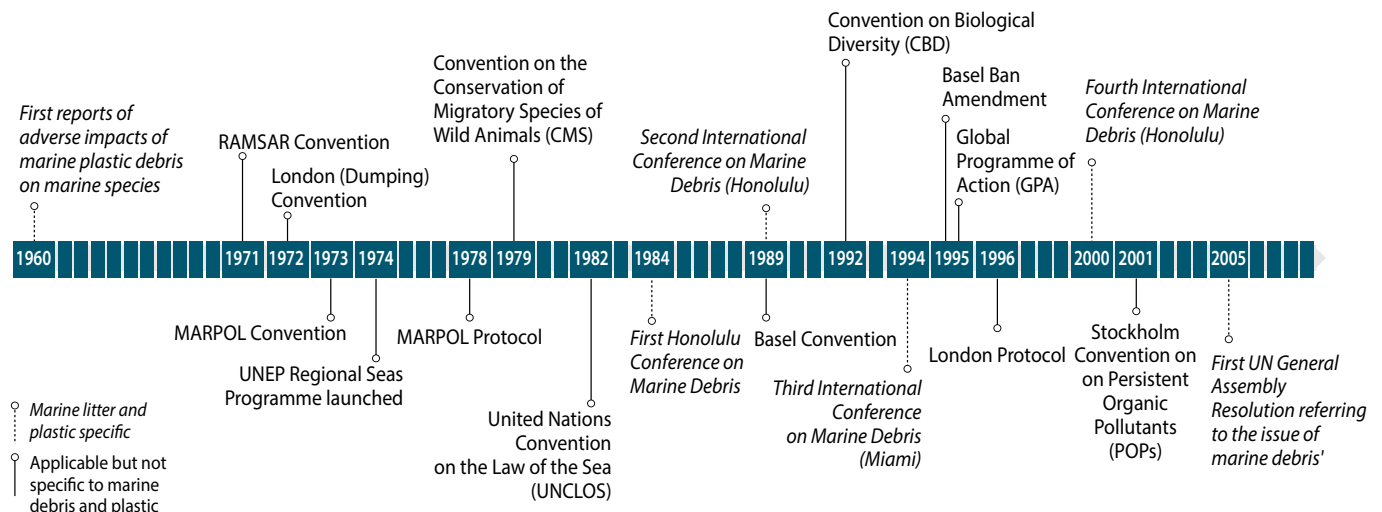 First reports of
adverse impacts of
marine plastic debris
on marine species
RAMSAR Convention
London (Dumping)
Convention
Convention on the
Conservation of
Migratory Species of
Wild Animals (CMS)
Second International
Conference on Marine
Debris (Honolulu)
Convention on Biological
Diversity (CBD)
Basel Ban
Amendment
Global
Programme of
Action (GPA)
Fourth International
Conference on Marine
Debris (Honolulu)
1960 1971 1972 1973 1974 1978 1979 1982 1984 1989 1992 1994 1995 1996 2000 2001 2005
MARPOL Convention
UNEP Regional Seas
Programme launched
MARPOL Protocol
United Nations
Convention
on the Law of the Sea
(UNCLOS)
First Honolulu
Conference on
Marine Debris
Basel Convention
Third International
Conference
on Marine Debris
(Miami)
London Protocol
Stockholm
Convention on
on Persistent
Organic
Pollutants
(POPs)
First UN General
Assembly
Resolution referring
to the issue of
marine debris'
Marine litter and
plastic specific
Applicable but not
specific to marine
debris and plastic